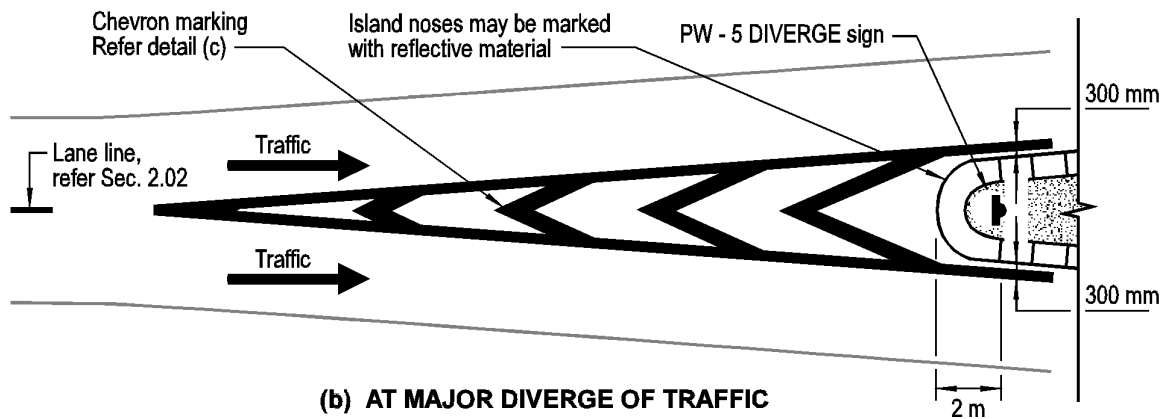 Chevron marking
Refer detail (c)
Island noses may be marked
with reflective material
PW - 5 DIVERGE sign
300 mm
Traffic
Lane line,
refer Sec. 2.02
Traffic
300 mm
2 m
(b) AT MAJOR DIVERGE OF TRAFFIC